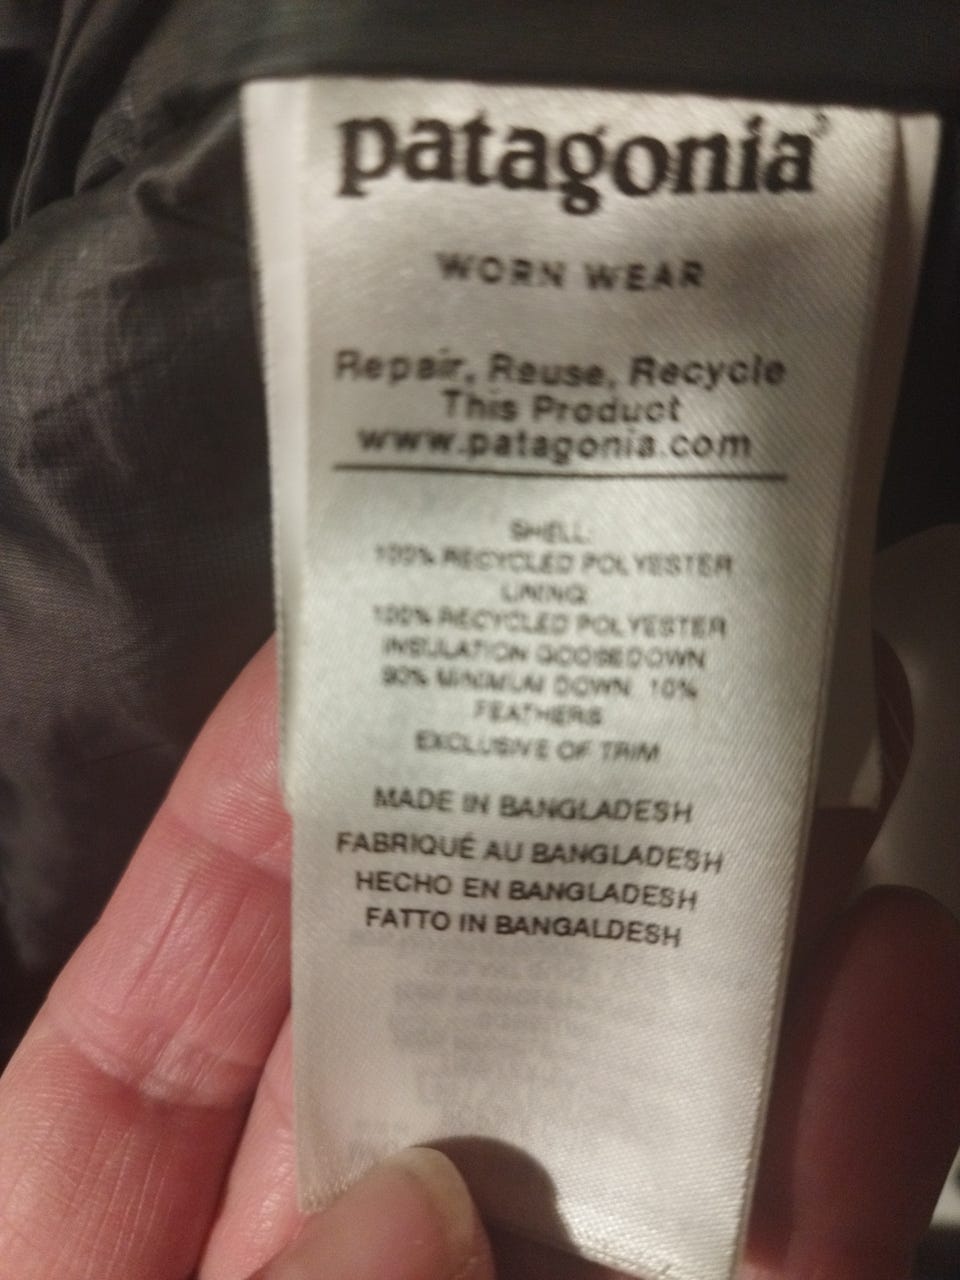 patagonia
WORN WEAR
Repair, Reuse, Recycle
This Product
www.patagonia.com
SHELL:
100% RECYCLED POLYESTER
LINING
100% RECYCLED POLYESTER
INSULATION GOOSEDOWN
90% MINIMUM DOWN 10%
FEATHERS
EXCLUSIVE OF TRIM
MADE IN BANGLADESH
FABRIQUÉ AU BANGLADESH
HECHO EN BANGLADESH
FATTO IN BANGALDESH